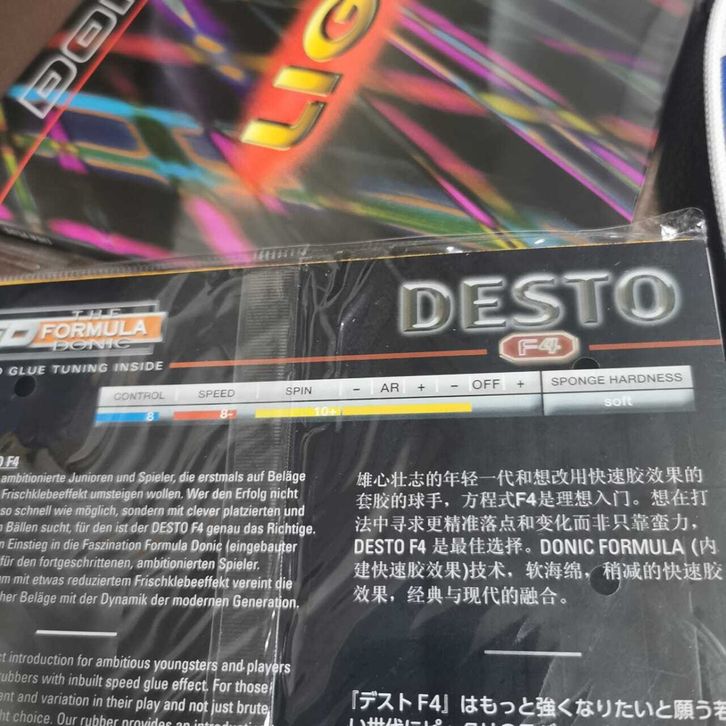 DON
LIG
THE
FORMULA
DONIC
GLUE TUNING INSIDE
DESTO
F4
CONTROL SPEED SPIN - AR + - OFF + SPONGE HARDNESS
8 8- 10+ soft
F4
ambitionierte Junioren und Spieler, die erstmals auf Beläge
Frischklebeeffekt umsteigen wollen. Wer den Erfolg nicht
so schnell wie möglich, sondern mit clever platzierten und
Bällen sucht, für den ist der DESTO F4 genau das Richtige.
Einstieg in die Faszination Formula Donic (eingebauter
für den fortgeschrittenen, ambitionierten Spieler.
mit etwas reduziertem Frischklebeeffekt vereint die
her Beläge mit der Dynamik der modernen Generation.
雄心壮志的年轻一代和想改用快速胶效果的
套胶的球手，方程式F4是理想入门。想在打
法中寻求更精准落点和变化而非只靠蛮力，
DESTO F4 是最佳选择。DONIC FORMULA (内
建快速胶效果)技术，软海绵，稍减的快速胶
效果，经典与现代的融合。
ct introduction for ambitious youngsters and players
ubbers with inbuilt speed glue effect. For those
ent and variation in their play and not just brute
ht choice. Our rubber provides an
『デスト F4』はもっと強くなりたいと願う若